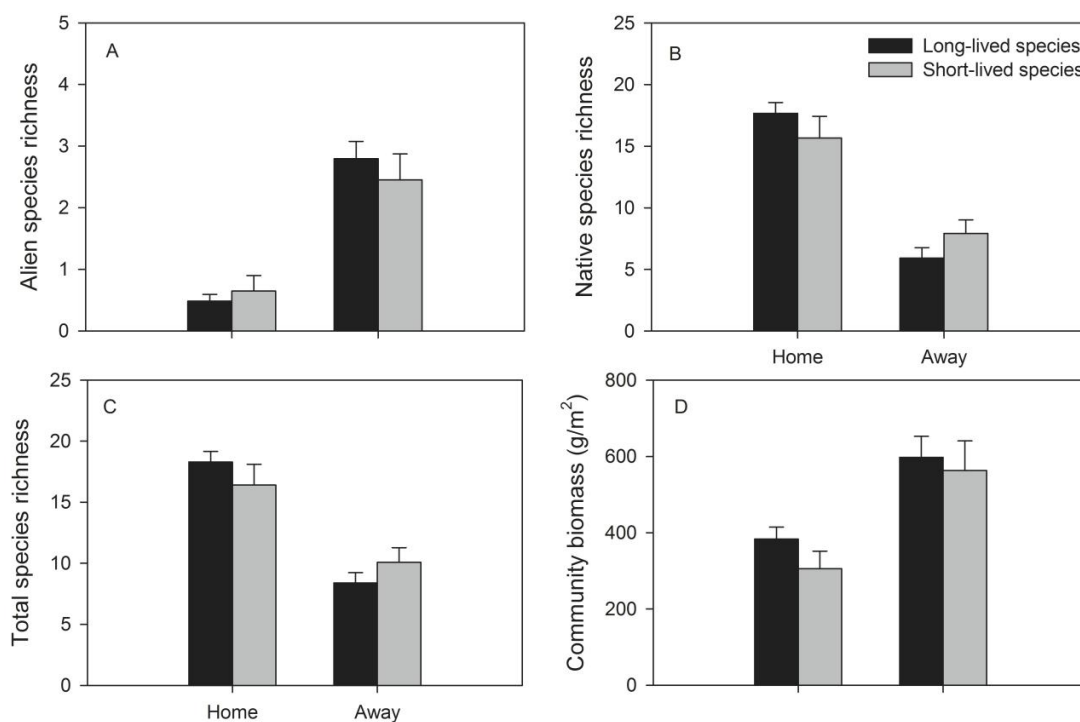 Alien species richness
5
4
3
2
1
0
A
Native species richness
25
20
15
10
5
0
B
Long-lived species
Short-lived species
Home Away
Total species richness
25
20
15
10
5
0
C
Home Away
Community biomass (g/m²)
800
600
400
200
0
D